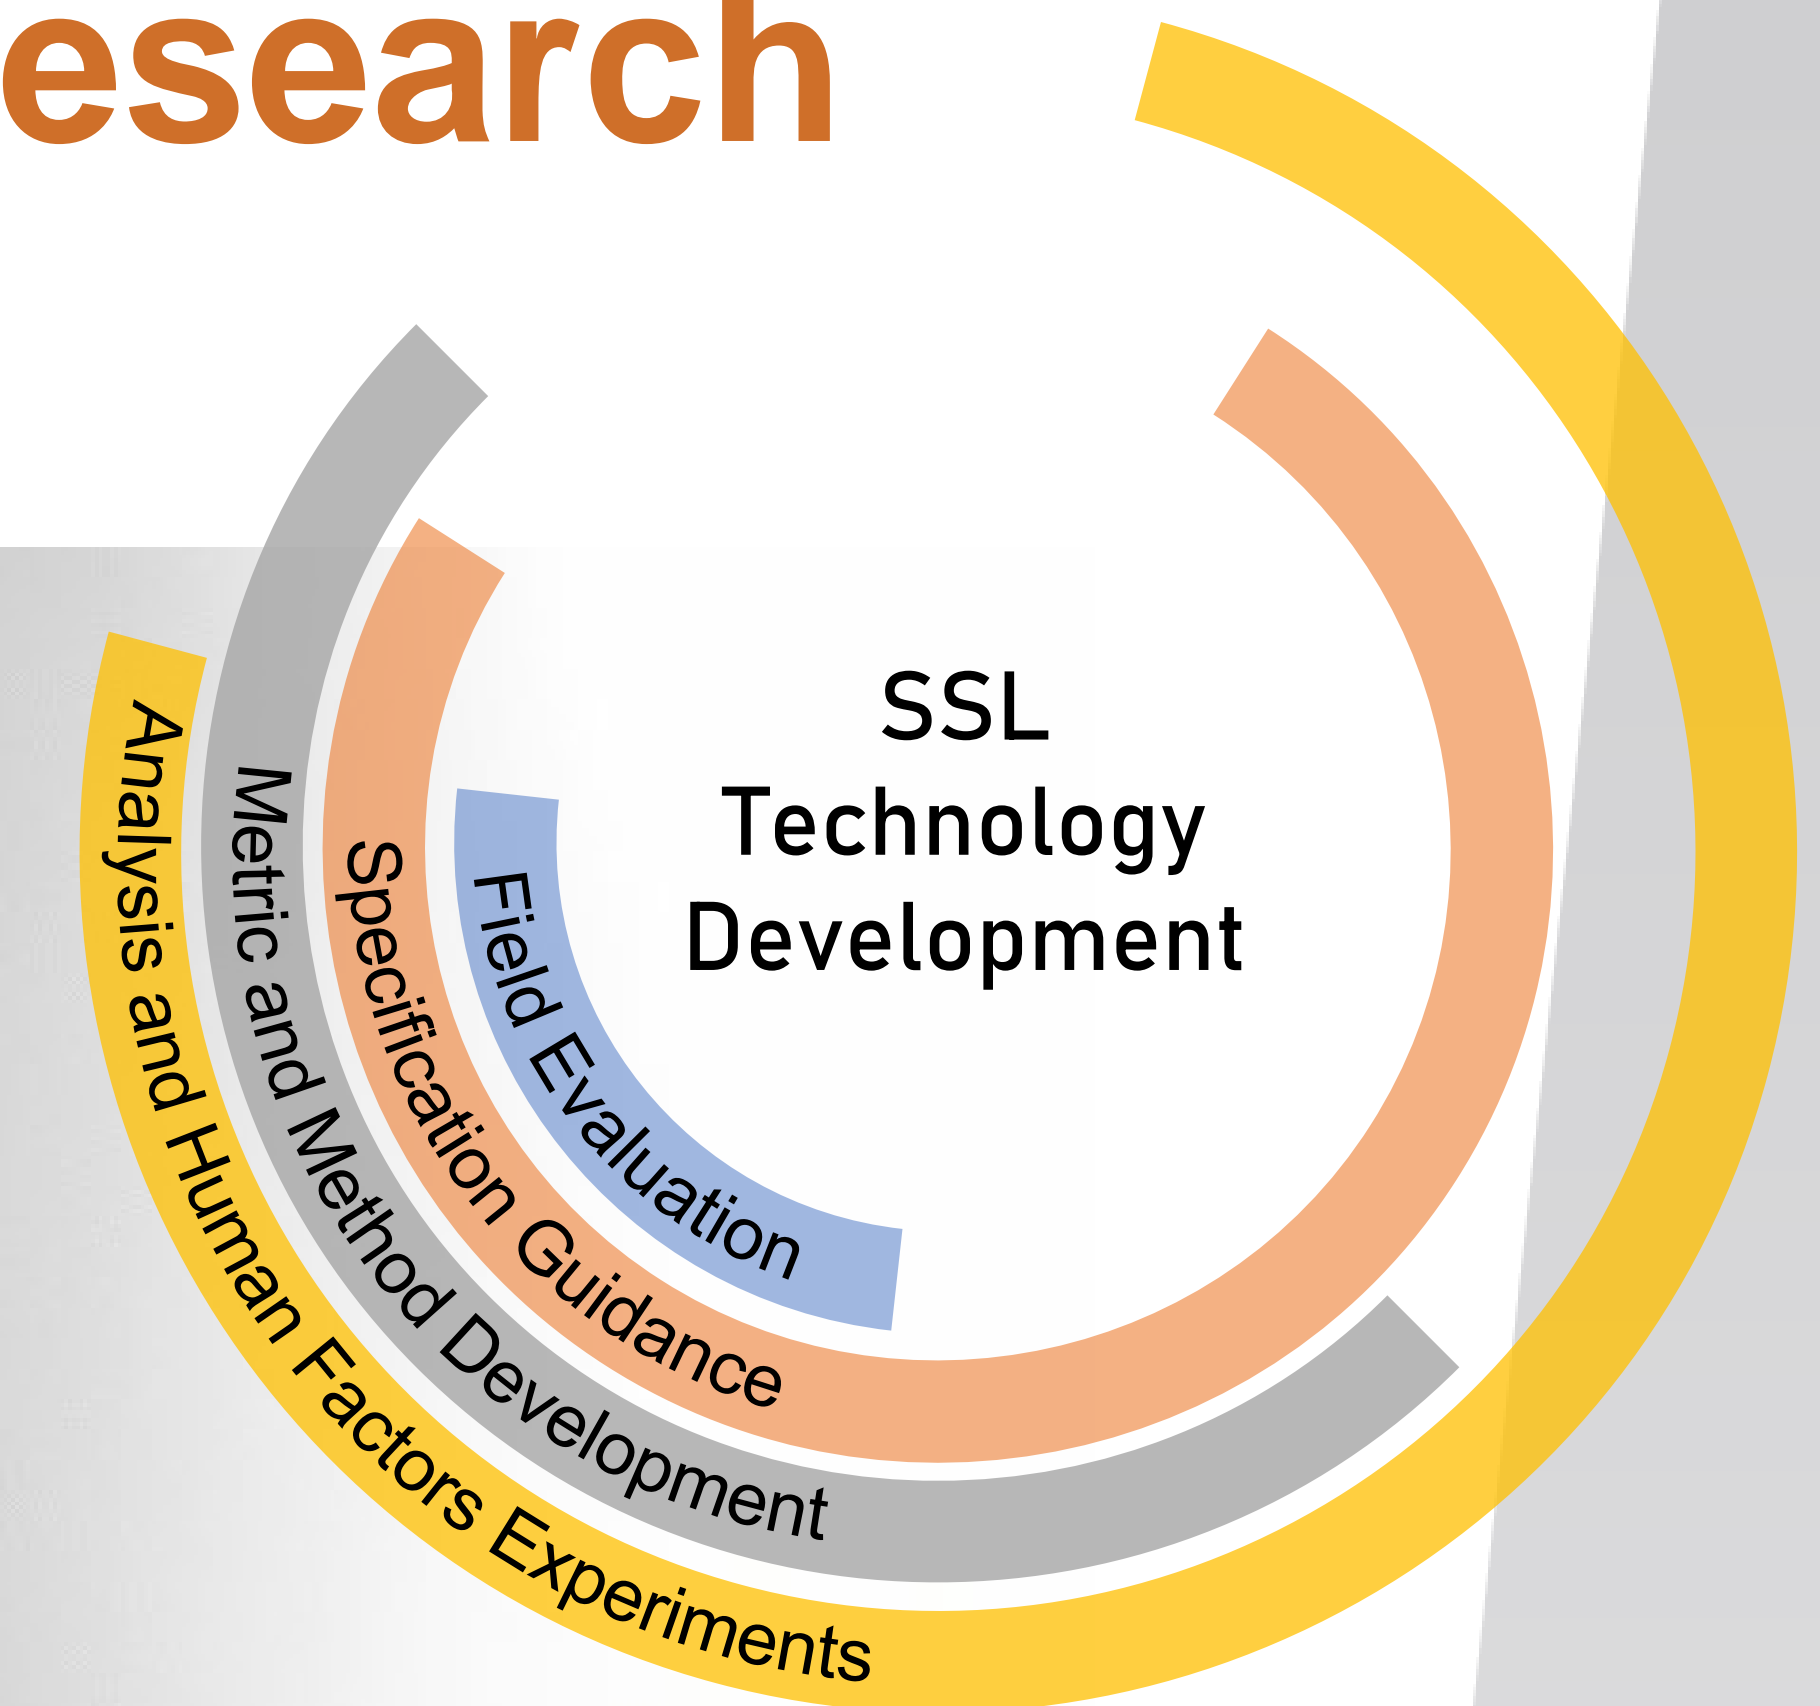 esearch
SSL
Technology
Development
Field Evaluation
Specification Guidance
Metric and Method Development
Analysis and Human Factors Experiments